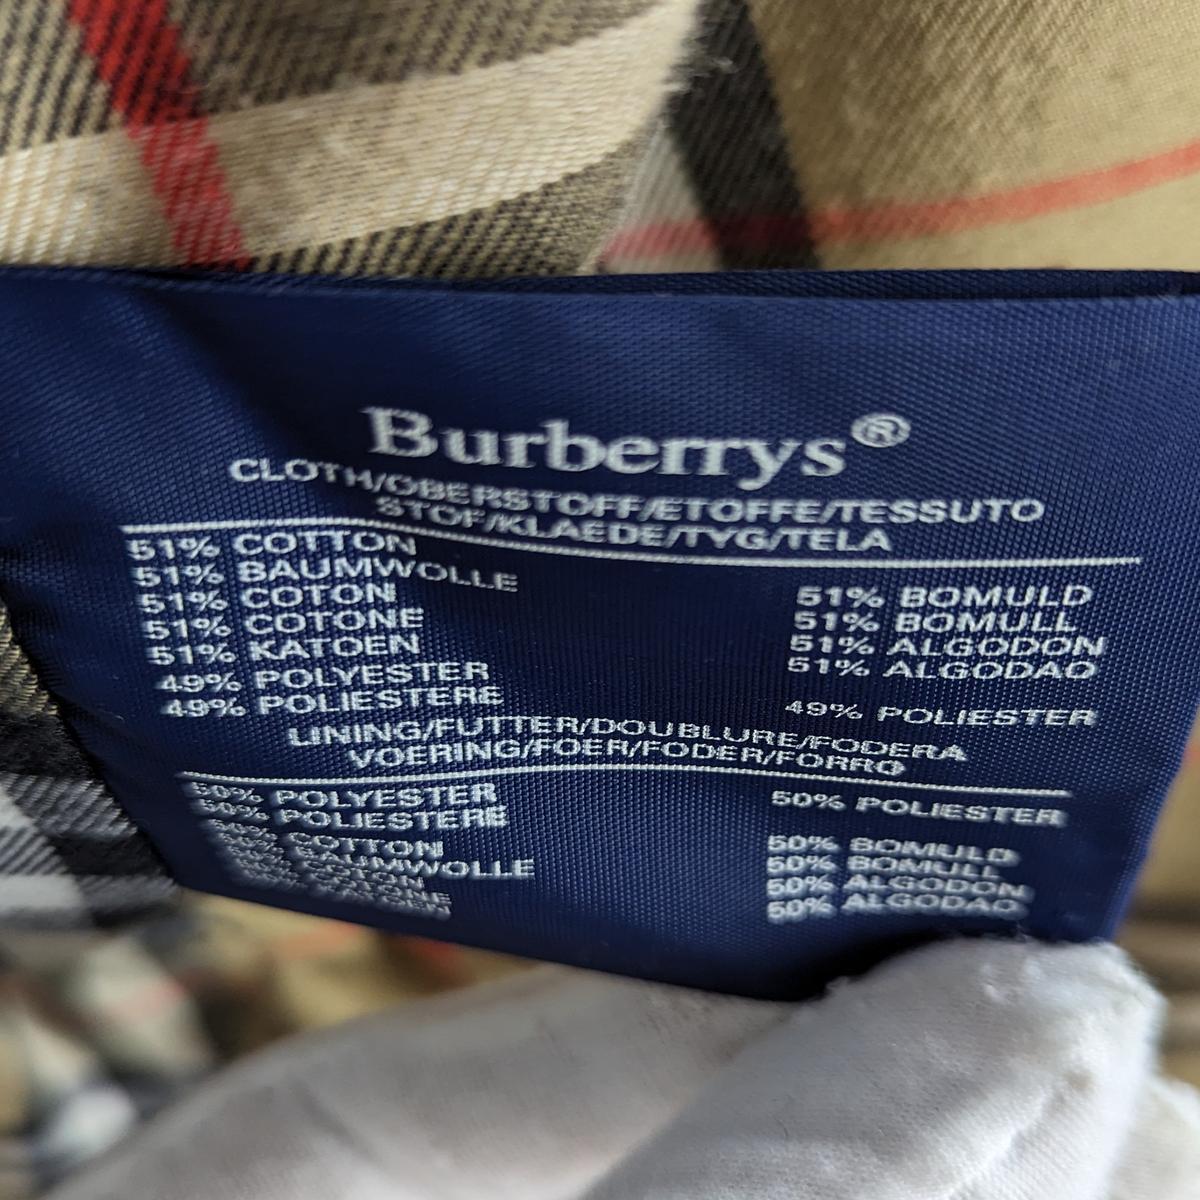 Burberrys®
CLOTH/OBERSTOFF/ETOFFE/TESSUTO
STOF/KLAEDE/TYG/TELA
51% COTTON
51% BAUMWOLLE
51% COTON
51% COTONE
51% KATOEN
49% POLYESTER
49% POLIESTERE
51% BOMULD
51% BOMULL
51% ALGODON
51% ALGODAO
49% POLIESTER
LINING/FUTTER/DOUBLURE/FODERA
VOERING/FOER/FODER/FORRO
50% POLYESTER
50% POLIESTERE
50% COTTON
BAUMWOLLE
50% POLIESTER
50% BOMULD
50% BOMULL
50% ALGODON
50% ALGODAO